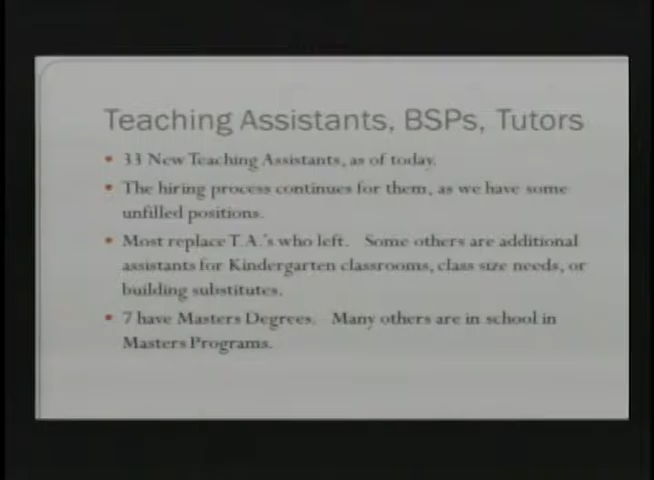 Teaching Assistants, BSPs, Tutors
• 33 New Teaching Assistants, as of today.
• The hiring process continues for them, as we have some
unfilled positions.
• Most replace T.A.'s who left. Some others are additional
assistants for Kindergarten classrooms, class size needs, or
building substitutes.
• 7 have Masters Degrees. Many others are in school in
Masters Programs.